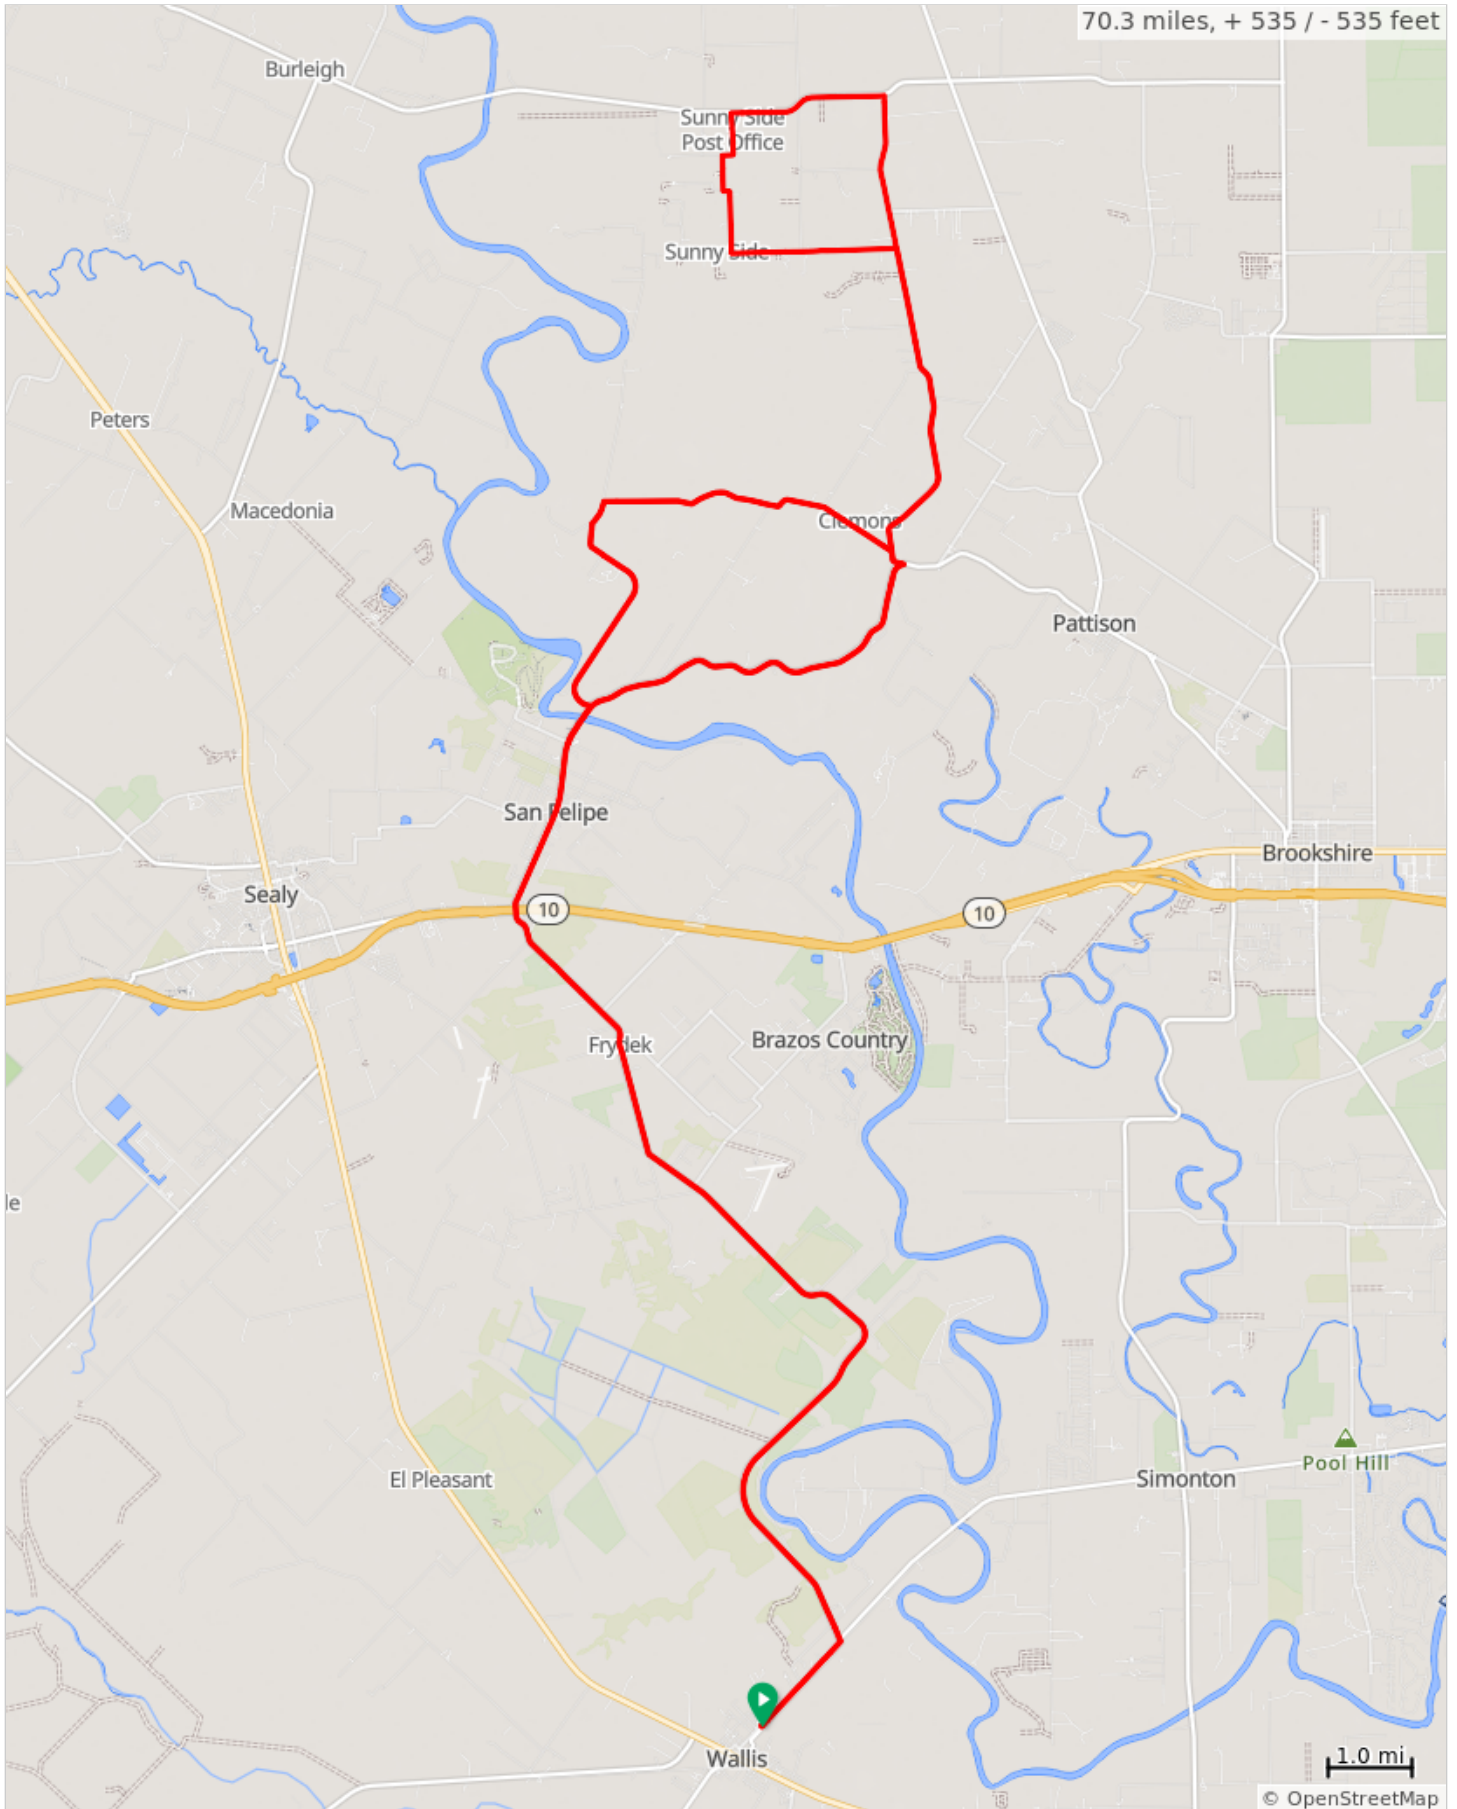 70.3 miles, + 535 / - 535 feet
Burleigh
Sunny Side
Post Office
Sunny Side
Peters
Macedonia
Clemons
Pattison
San Felipe
Brookshire
Sealy
10
10
Frydek
Brazos Country
le
El Pleasant
Simonton
Pool Hill
Wallis
1.0 mi
© OpenStreetMap